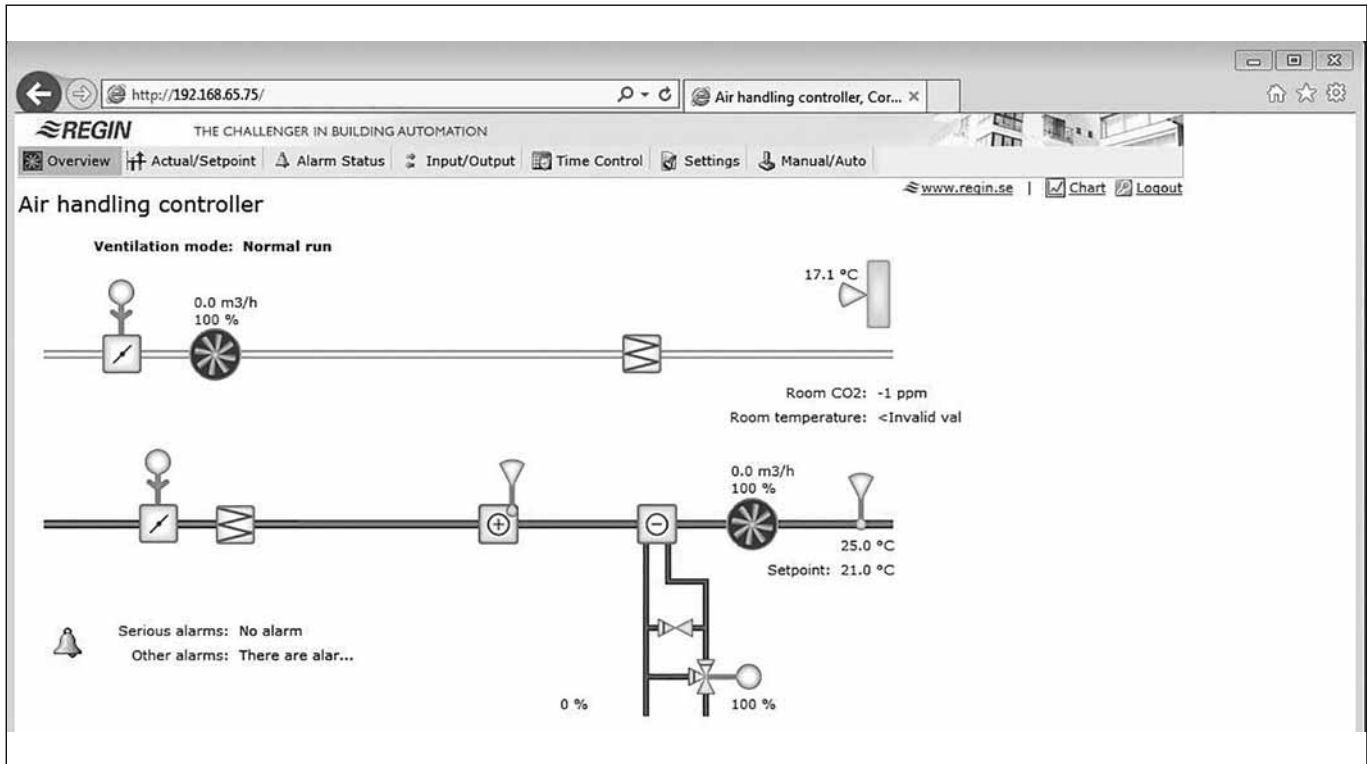 http://192.168.65.75/
Air handling controller, Cor...
REGIN
THE CHALLENGER IN BUILDING AUTOMATION
Overview
Actual/Setpoint
Alarm Status
Input/Output
Time Control
Settings
Manual/Auto
www.regin.se | Chart Logout
Air handling controller
Ventilation mode: Normal run
17.1 °C
0.0 m3/h
100 %
Room CO2: -1 ppm
Room temperature: <Invalid val
0.0 m3/h
100 %
25.0 °C
Setpoint: 21.0 °C
Serious alarms: No alarm
Other alarms: There are alar...
0 %
100 %